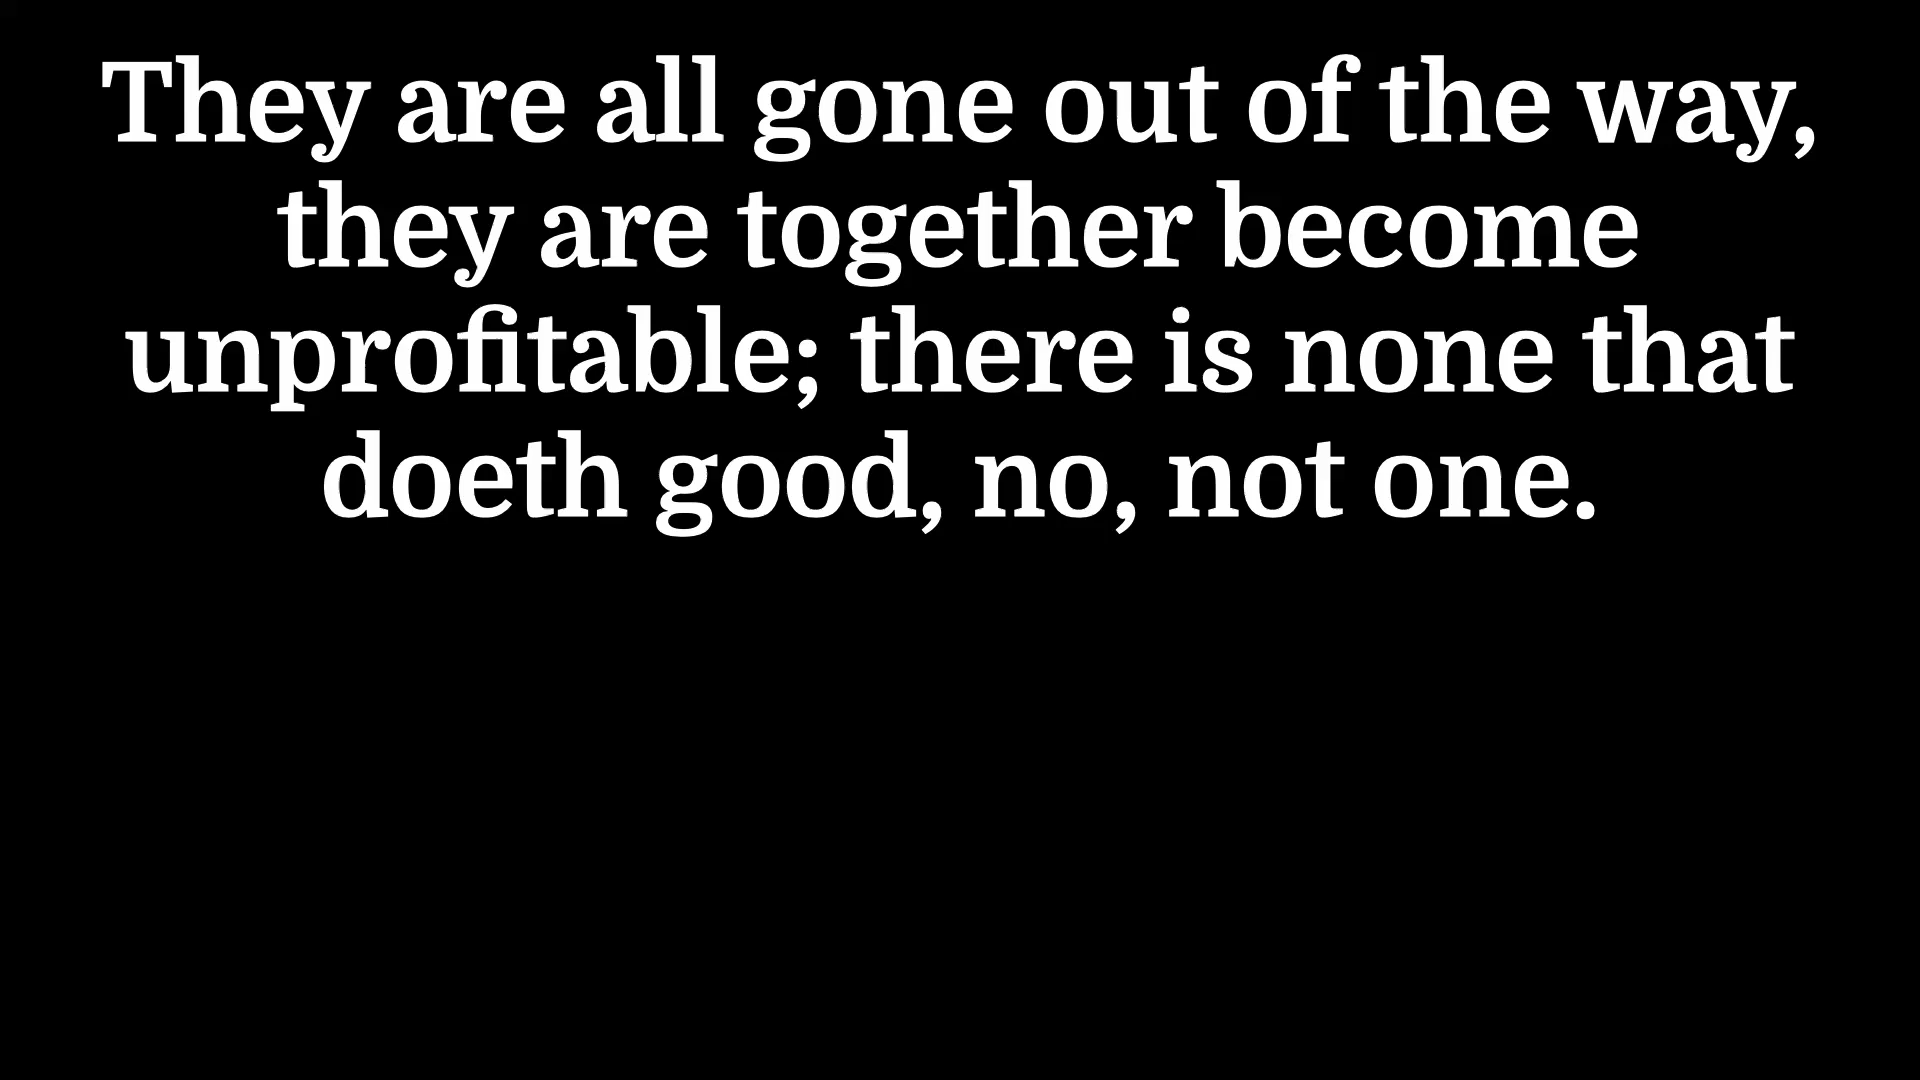 They are all gone out of the way,
they are together become
unprofitable; there is none that
doeth good, no, not one.